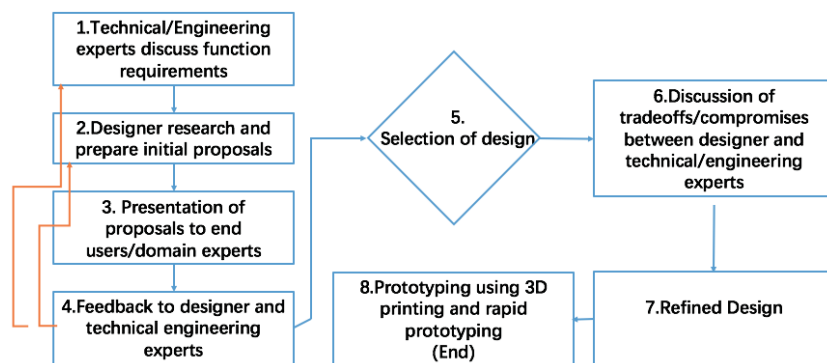 1.Technical/Engineering
experts discuss function
requirements
2.Designer research and
prepare initial proposals
3. Presentation of
proposals to end
users/domain experts
4.Feedback to designer and
technical engineering
experts
5.
Selection of design
6.Discussion of
tradeoffs/compromises
between designer and
technical/engineering
experts
7.Refined Design
8.Prototyping using 3D
printing and rapid
prototyping
(End)